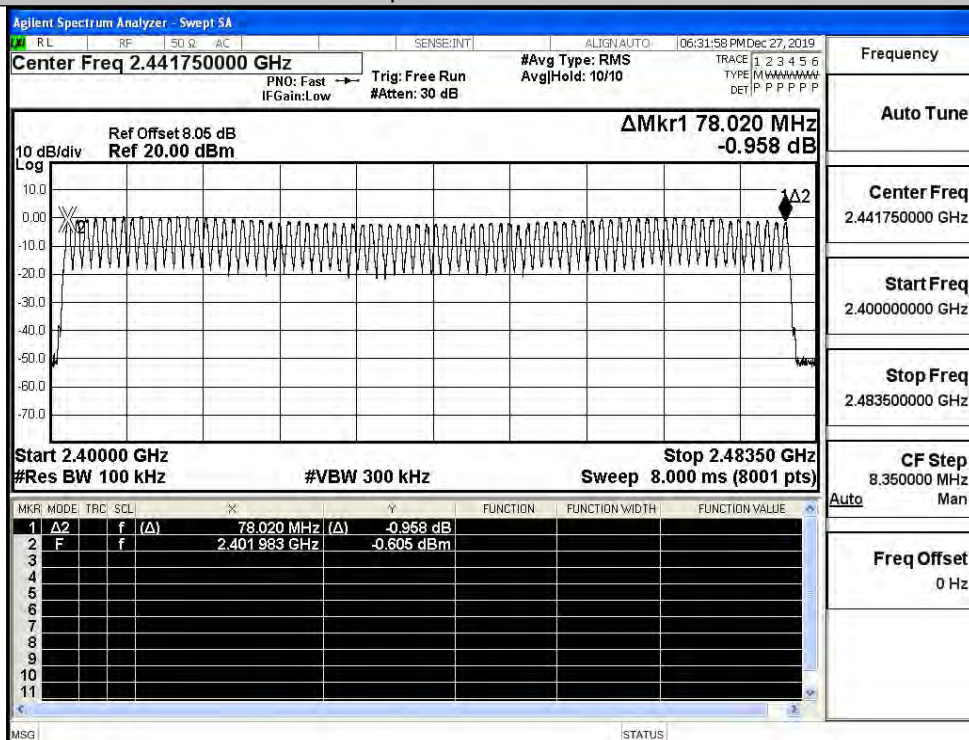 Agilent Spectrum Analyzer - Swept SA
LXI RL RF 50 Ω AC SENSE:INT ALIGN AUTO 06:31:58 PM Dec 27, 2019
Center Freq 2.441750000 GHz
PNO: Fast
IFGain:Low
Trig: Free Run
#Atten: 30 dB
#Avg Type: RMS
Avg|Hold: 10/10
TRACE 1 2 3 4 5 6
TYPE M WWWWW
DET P P P P P P
Ref Offset 8.05 dB
10 dB/div Ref 20.00 dBm
Log
ΔMkr1 78.020 MHz
-0.958 dB
10.0
0.00
-10.0
-20.0
-30.0
-40.0
-50.0
-60.0
-70.0
1Δ2
2
Start 2.40000 GHz Stop 2.48350 GHz
#Res BW 100 kHz #VBW 300 kHz Sweep 8.000 ms (8001 pts)
MKR MODE TRC SCL X Y FUNCTION FUNCTION WIDTH FUNCTION VALUE
1 Δ2 f (Δ) 78.020 MHz (Δ) -0.958 dB
2 F f 2.401 983 GHz -0.605 dBm
3
4
5
6
7
8
9
10
11
MSG STATUS
Frequency
Auto Tune
Center Freq
2.441750000 GHz
Start Freq
2.400000000 GHz
Stop Freq
2.483500000 GHz
CF Step
8.350000 MHz
Auto Man
Freq Offset
0 Hz